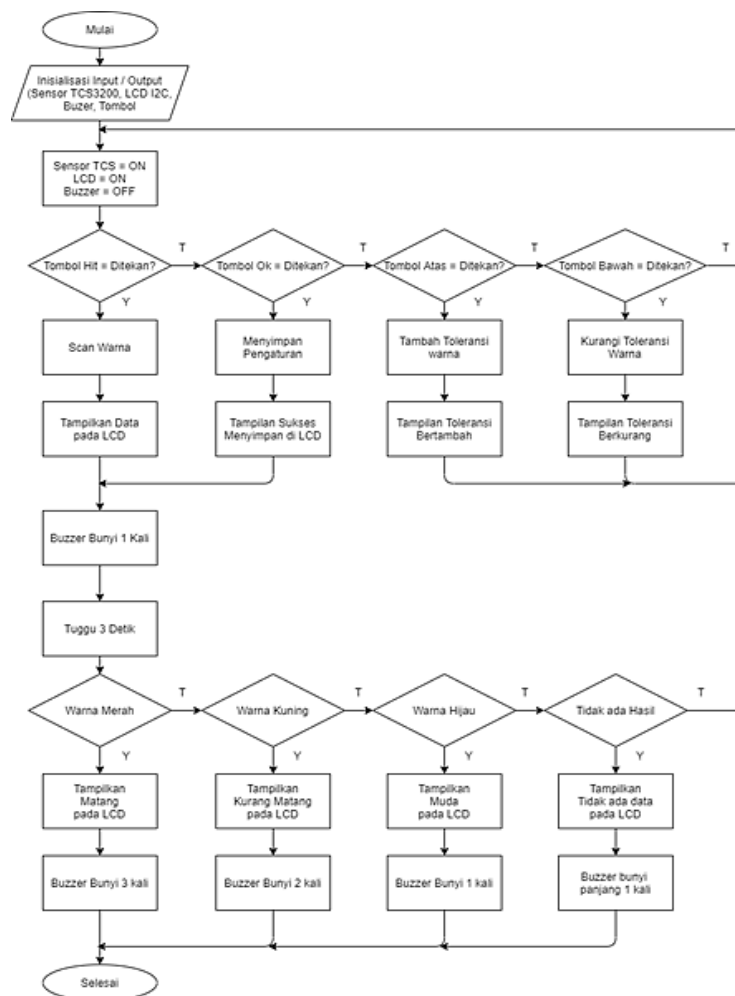 Mulai
Inisialisasi Input / Output
(Sensor TCS3200, LCD I2C,
Buzer, Tombol
Sensor TCS = ON
LCD = ON
Buzzer = OFF
Tombol Hit = Ditekan?
T
Tombol Ok = Ditekan?
T
Tombol Atas = Ditekan?
T
Tombol Bawah = Ditekan?
T
Y
Y
Y
Y
Scan Warna
Menyimpan
Pengaturan
Tambah Toleransi
warna
Kurangi Toleransi
Warna
Tampilkan Data
pada LCD
Tampilan Sukses
Menyimpan di LCD
Tampilan Toleransi
Bertambah
Tampilan Toleransi
Berkurang
Buzzer Bunyi 1 Kali
Tuggu 3 Detik
Warna Merah
T
Warna Kuning
T
Warna Hijau
T
Tidak ada Hasil
T
Y
Y
Y
Y
Tampilkan
Matang
pada LCD
Tampilkan
Kurang Matang
pada LCD
Tampilkan
Muda
pada LCD
Tampilkan
Tidak ada data
pada LCD
Buzzer Bunyi 3 kali
Buzzer Bunyi 2 kali
Buzzer Bunyi 1 kali
Buzzer bunyi
panjang 1 kali
Selesai